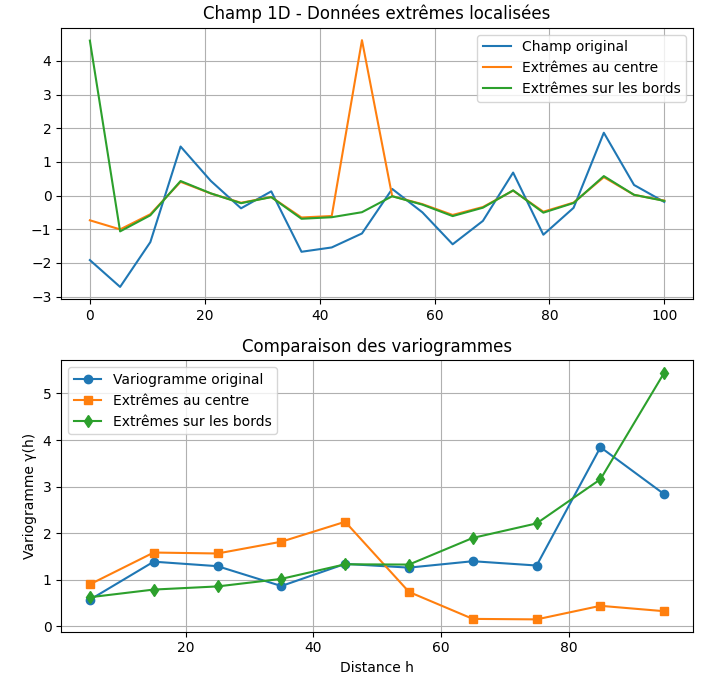 Champ 1D - Données extrêmes localisées
Champ original
Extrêmes au centre
Extrêmes sur les bords
4
3
2
1
0
−1
−2
−3
0 20 40 60 80 100
Comparaison des variogrammes
Variogramme original
Extrêmes au centre
Extrêmes sur les bords
Variogramme γ(h)
5
4
3
2
1
0
20 40 60 80
Distance h